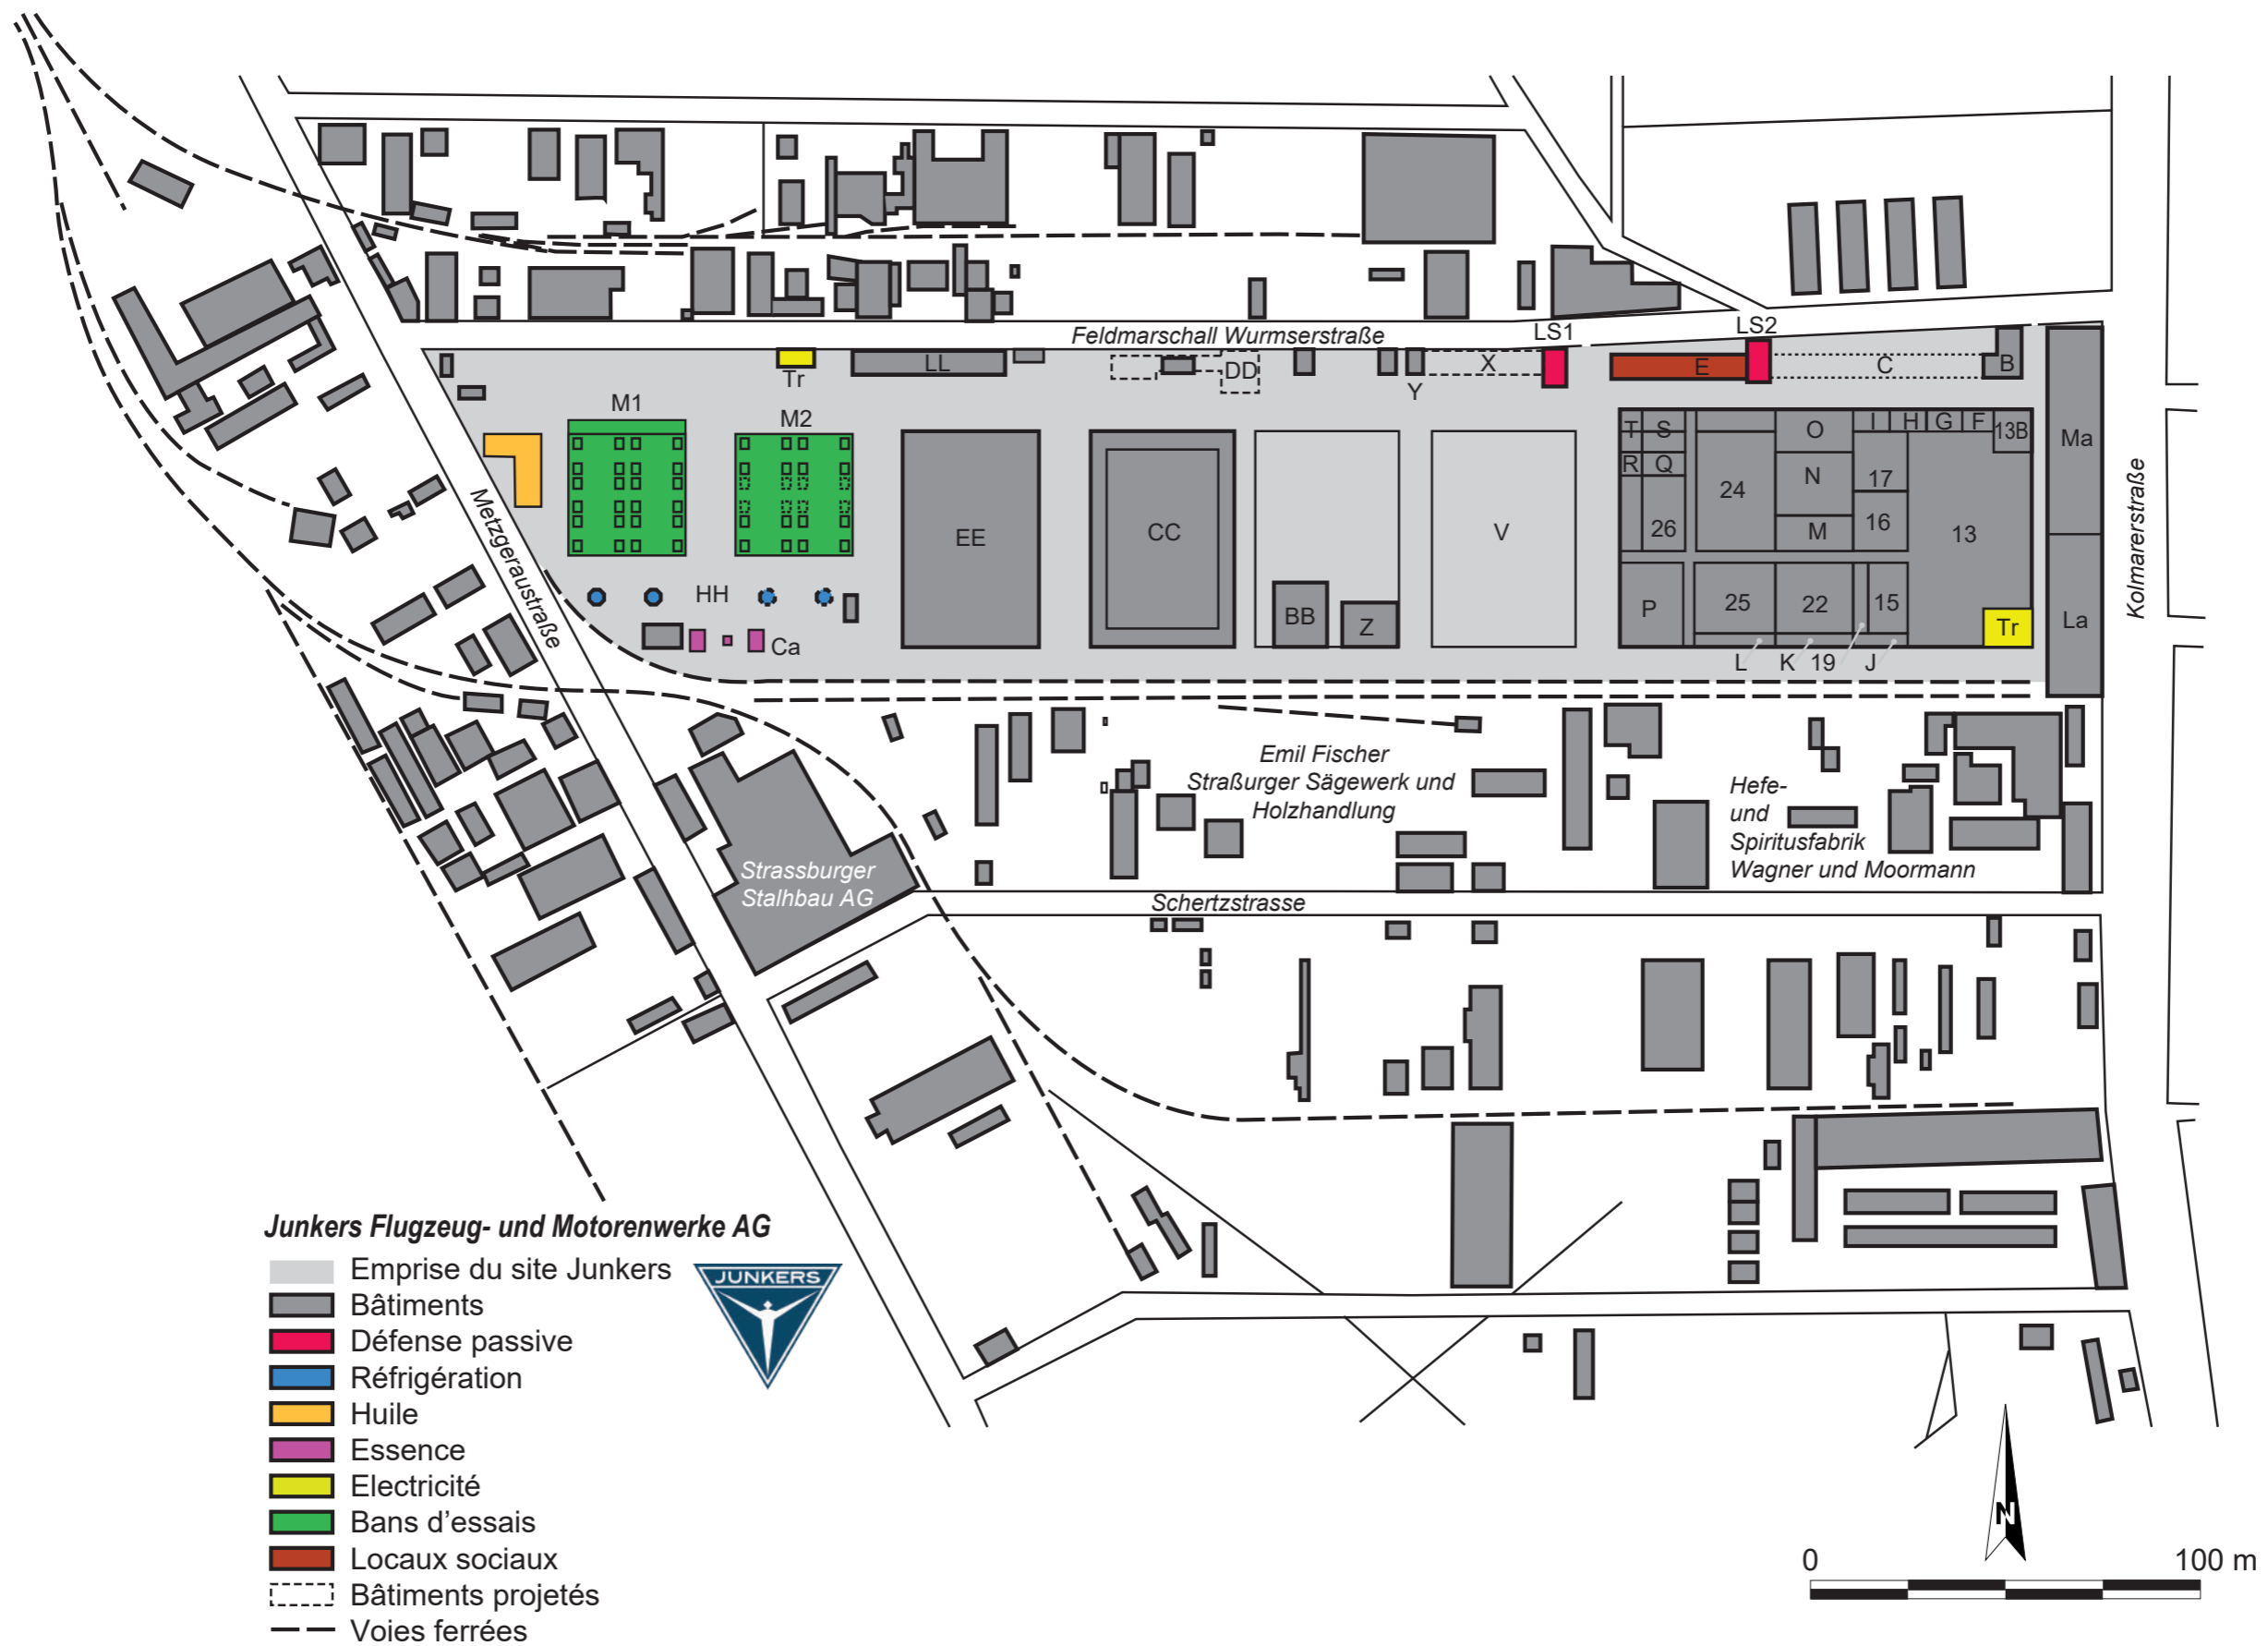 Feldmarschall Wurmserstraße
LS1
LS2
Tr
LL
DD
Y
X
E
C
B
M1
M2
T
S
O
I
H
G
F
13B
Ma
R
Q
24
N
17
26
M
16
13
EE
CC
V
Metzgeraustraße
Kolmarerstraße
HH
BB
Z
P
25
22
15
Tr
La
Ca
L
K
19
J
Emil Fischer
Straßurger Sägewerk und
Holzhandlung
Hefe-
und
Spiritusfabrik
Wagner und Moormann
Strassburger
Stalhbau AG
Schertzstrasse
Junkers Flugzeug- und Motorenwerke AG
Emprise du site Junkers
JUNKERS
Bâtiments
Défense passive
Réfrigération
Huile
Essence
Electricité
Bans d'essais
Locaux sociaux
Bâtiments projetés
Voies ferrées
N
0
100 m